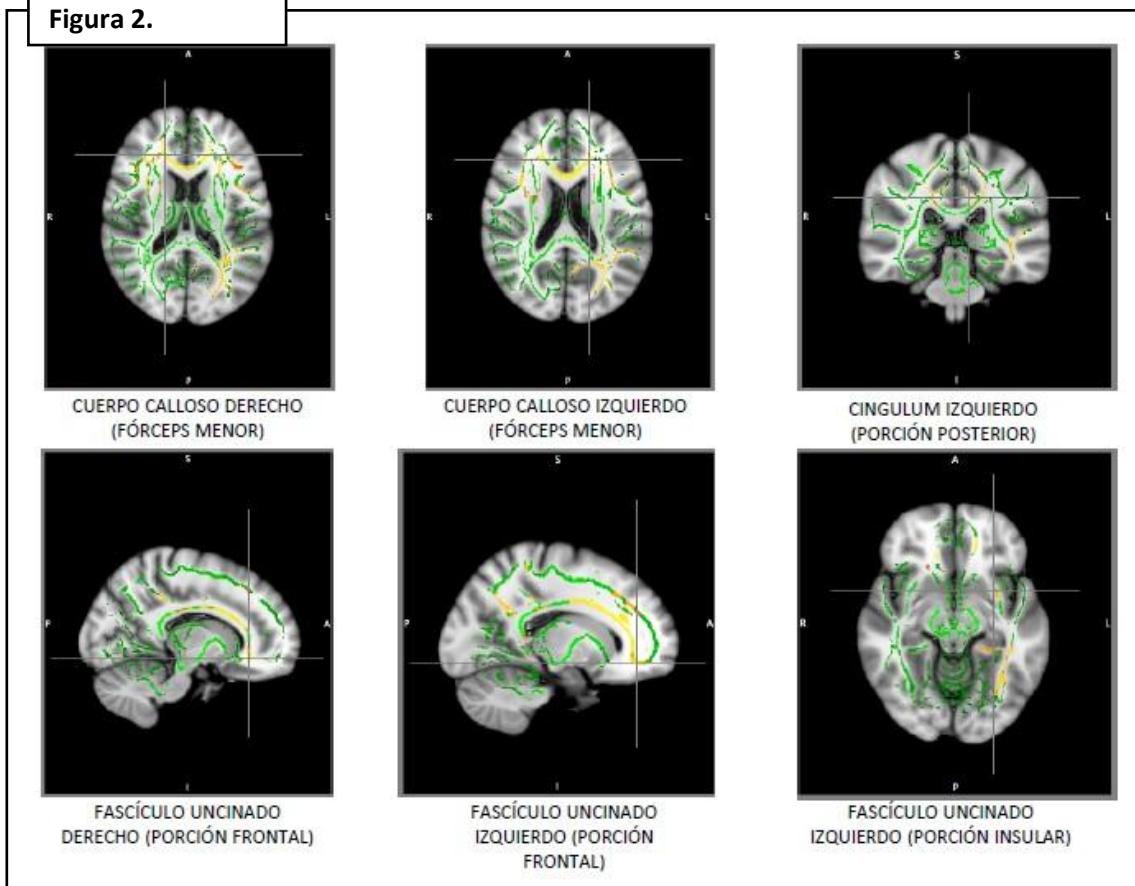 Figura 2.
A
R
L
P
CUERPO CALLOSO DERECHO
(FÓRCEPS MENOR)
A
R
L
P
CUERPO CALLOSO IZQUIERDO
(FÓRCEPS MENOR)
S
R
L
I
CINGULUM IZQUIERDO
(PORCIÓN POSTERIOR)
S
P
A
I
FASCÍCULO UNCINADO
DERECHO (PORCIÓN FRONTAL)
S
P
A
I
FASCÍCULO UNCINADO
IZQUIERDO (PORCIÓN
FRONTAL)
A
R
L
P
FASCÍCULO UNCINADO
IZQUIERDO (PORCIÓN INSULAR)